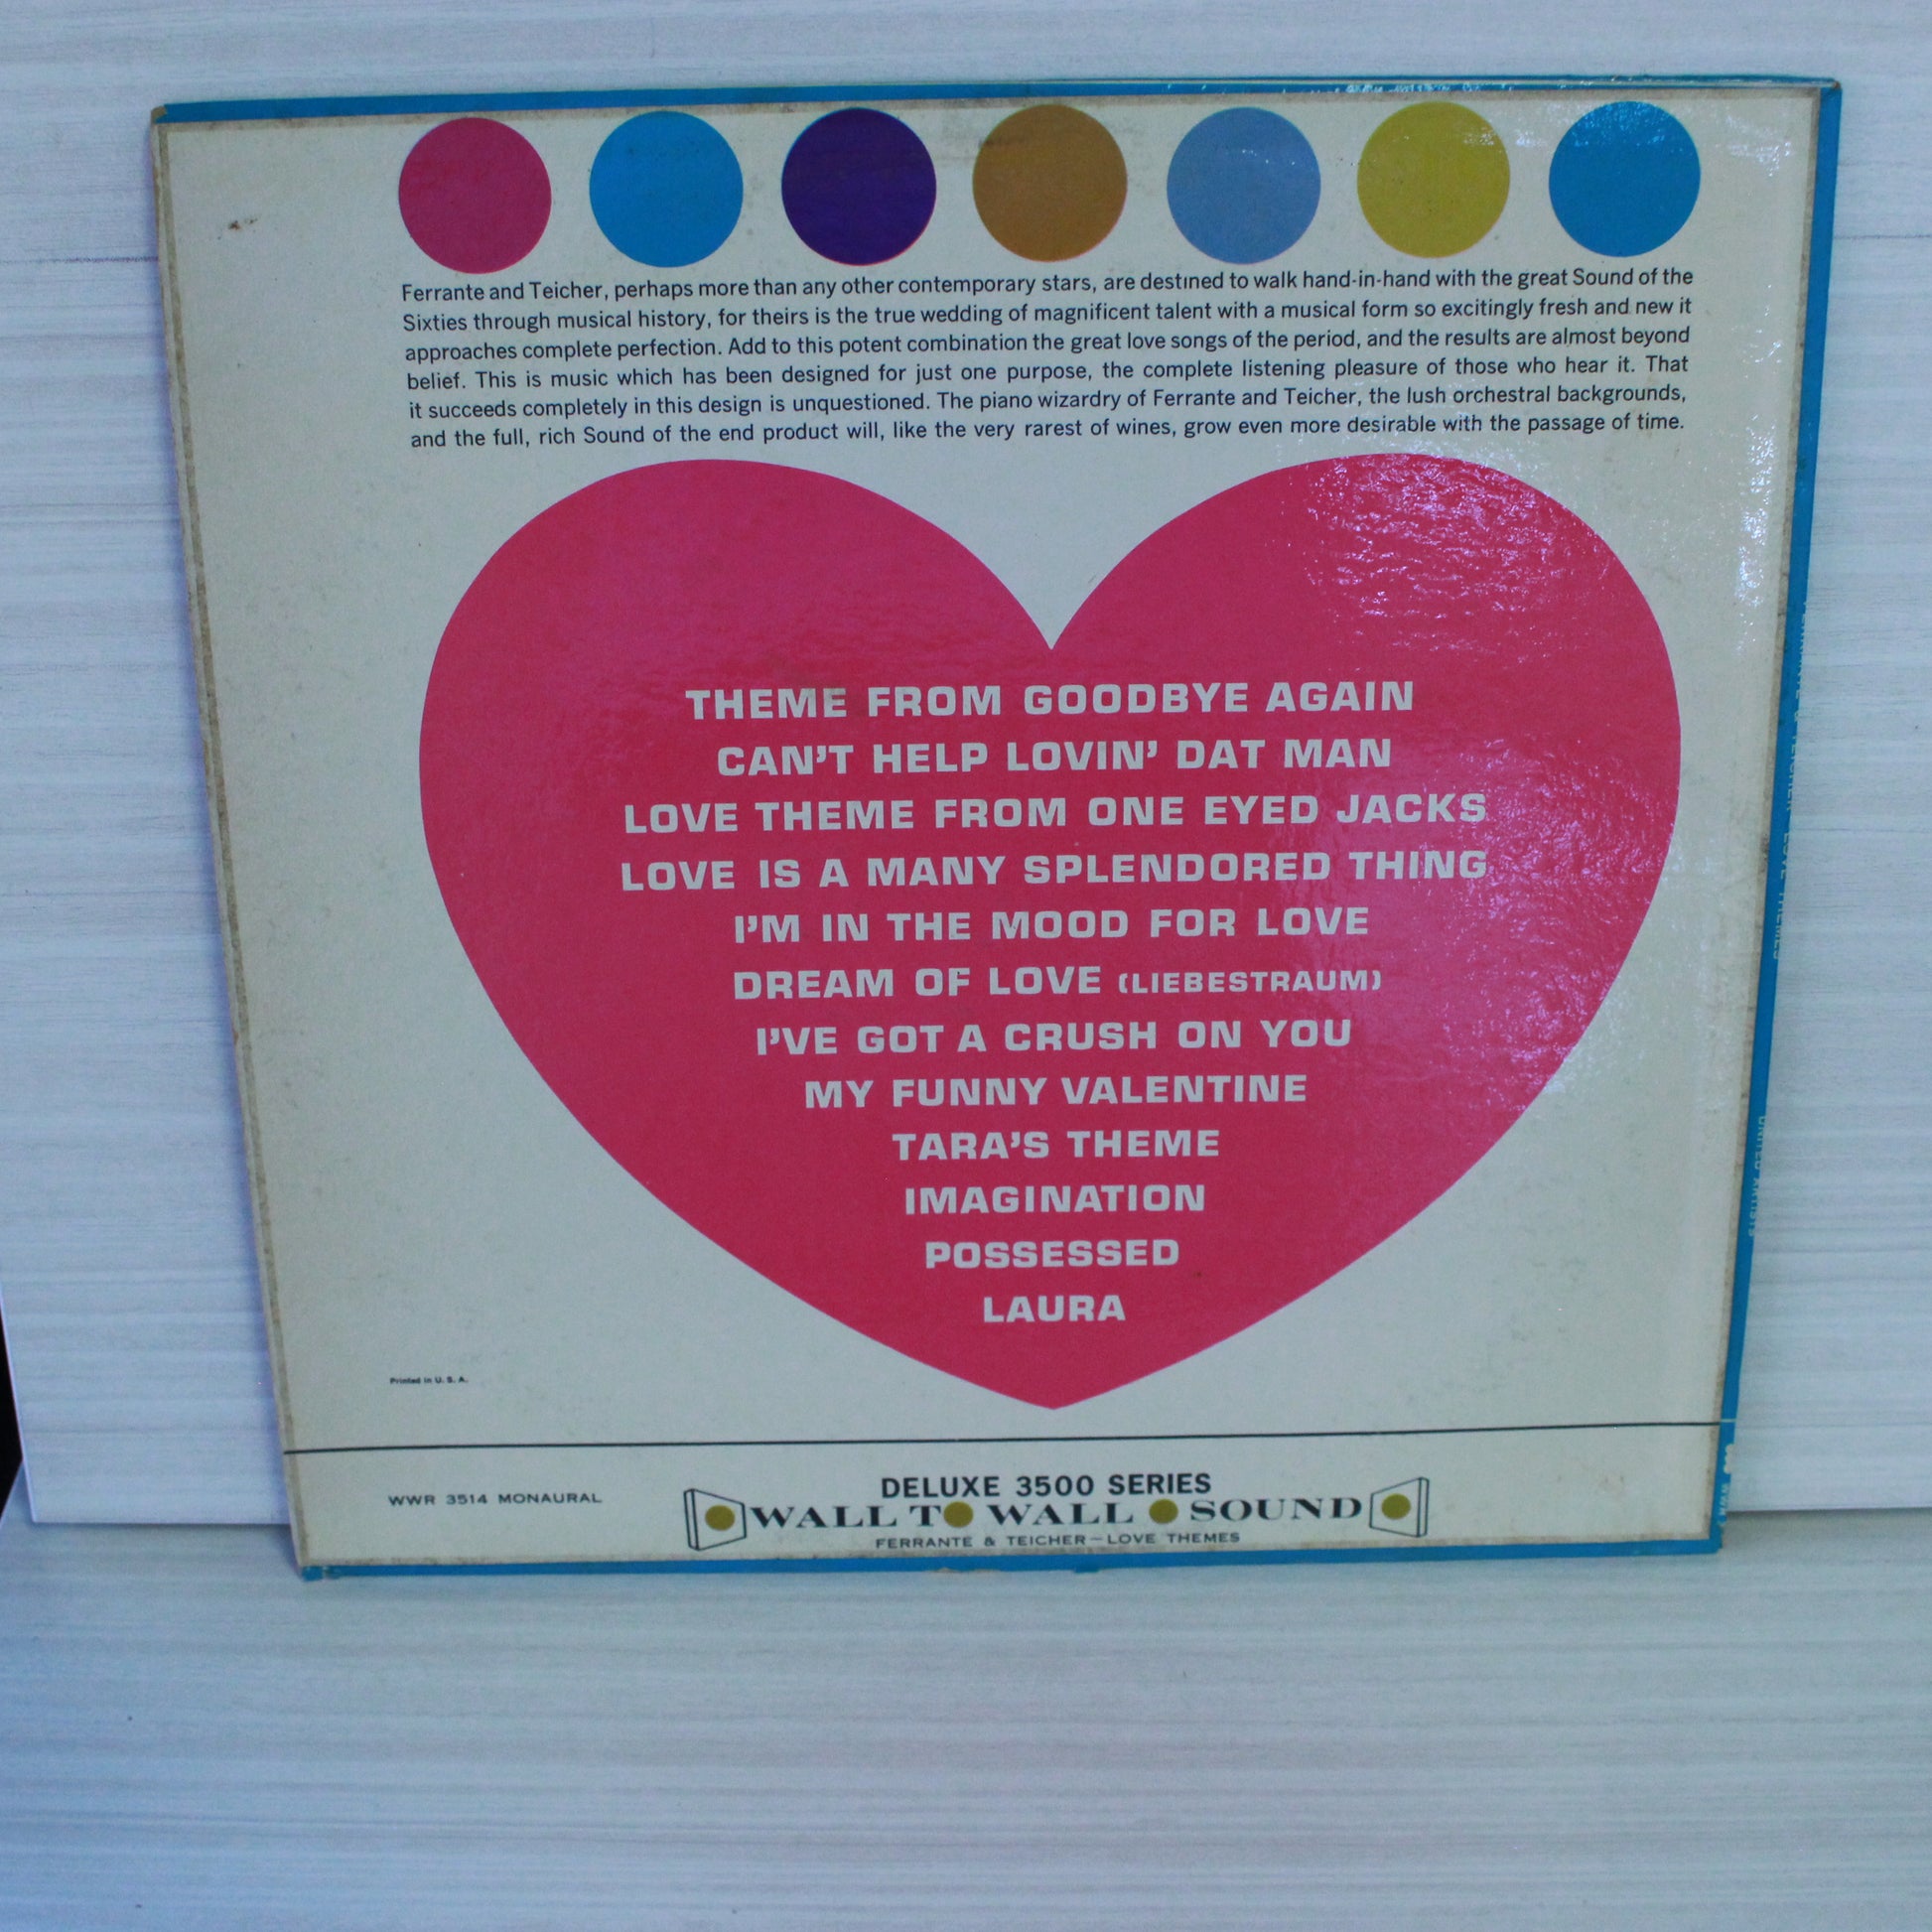 Ferrante and Teicher, perhaps more than any other contemporary stars, are destined to walk hand-in-hand with the great Sound of the
Sixties through musical history, for theirs is the true wedding of magnificent talent with a musical form so excitingly fresh and new it
approaches complete perfection. Add to this potent combination the great love songs of the period, and the results are almost beyond
belief. This is music which has been designed for just one purpose, the complete listening pleasure of those who hear it. That
it succeeds completely in this design is unquestioned. The piano wizardry of Ferrante and Teicher, the lush orchestral backgrounds,
and the full, rich Sound of the end product will, like the very rarest of wines, grow even more desirable with the passage of time.
THEME FROM GOODBYE AGAIN
CAN'T HELP LOVIN' DAT MAN
LOVE THEME FROM ONE EYED JACKS
LOVE IS A MANY SPLENDORED THING
I'M IN THE MOOD FOR LOVE
DREAM OF LOVE (LIEBESTRAUM)
I'VE GOT A CRUSH ON YOU
MY FUNNY VALENTINE
TARA'S THEME
IMAGINATION
POSSESSED
LAURA
Printed in U. S. A.
WWR 3514 MONAURAL
DELUXE 3500 SERIES
WALL TO WALL SOUND
FERRANTE & TEICHER—LOVE THEMES
UNITED ARTISTS